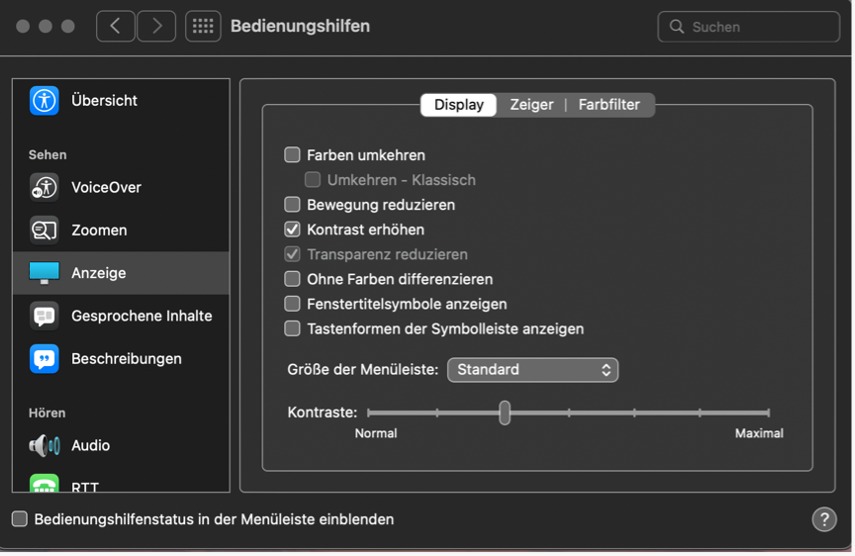 Bedienungshilfen
Suchen
Übersicht
Sehen
VoiceOver
Zoomen
Anzeige
Gesprochene Inhalte
Beschreibungen
Hören
Audio
RTT
Display
Zeiger
Farbfilter
Farben umkehren
Umkehren - Klassisch
Bewegung reduzieren
Kontrast erhöhen
Transparenz reduzieren
Ohne Farben differenzieren
Fenstertitelsymbole anzeigen
Tastenformen der Symbolleiste anzeigen
Größe der Menüleiste: Standard
Kontraste:
Normal
Maximal
Bedienungshilfenstatus in der Menüleiste einblenden
?